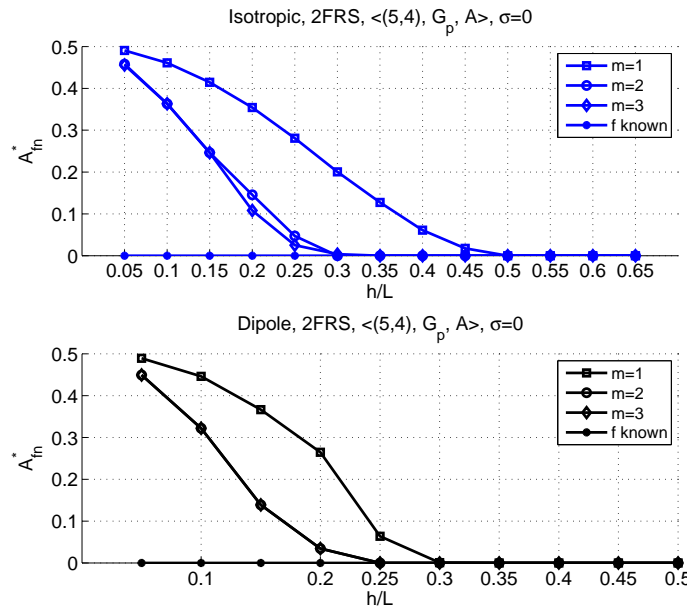 Isotropic, 2FRS, <(5,4), G_p, A>, σ=0
0.5
0.4
0.3
0.2
0.1
0
A*_fn
m=1
m=2
m=3
f known
0.05 0.1 0.15 0.2 0.25 0.3 0.35 0.4 0.45 0.5 0.55 0.6 0.65
h/L
Dipole, 2FRS, <(5,4), G_p, A>, σ=0
0.5
0.4
0.3
0.2
0.1
0
A*_fn
m=1
m=2
m=3
f known
0.1 0.2 0.25 0.3 0.35 0.4 0.45 0.5
h/L